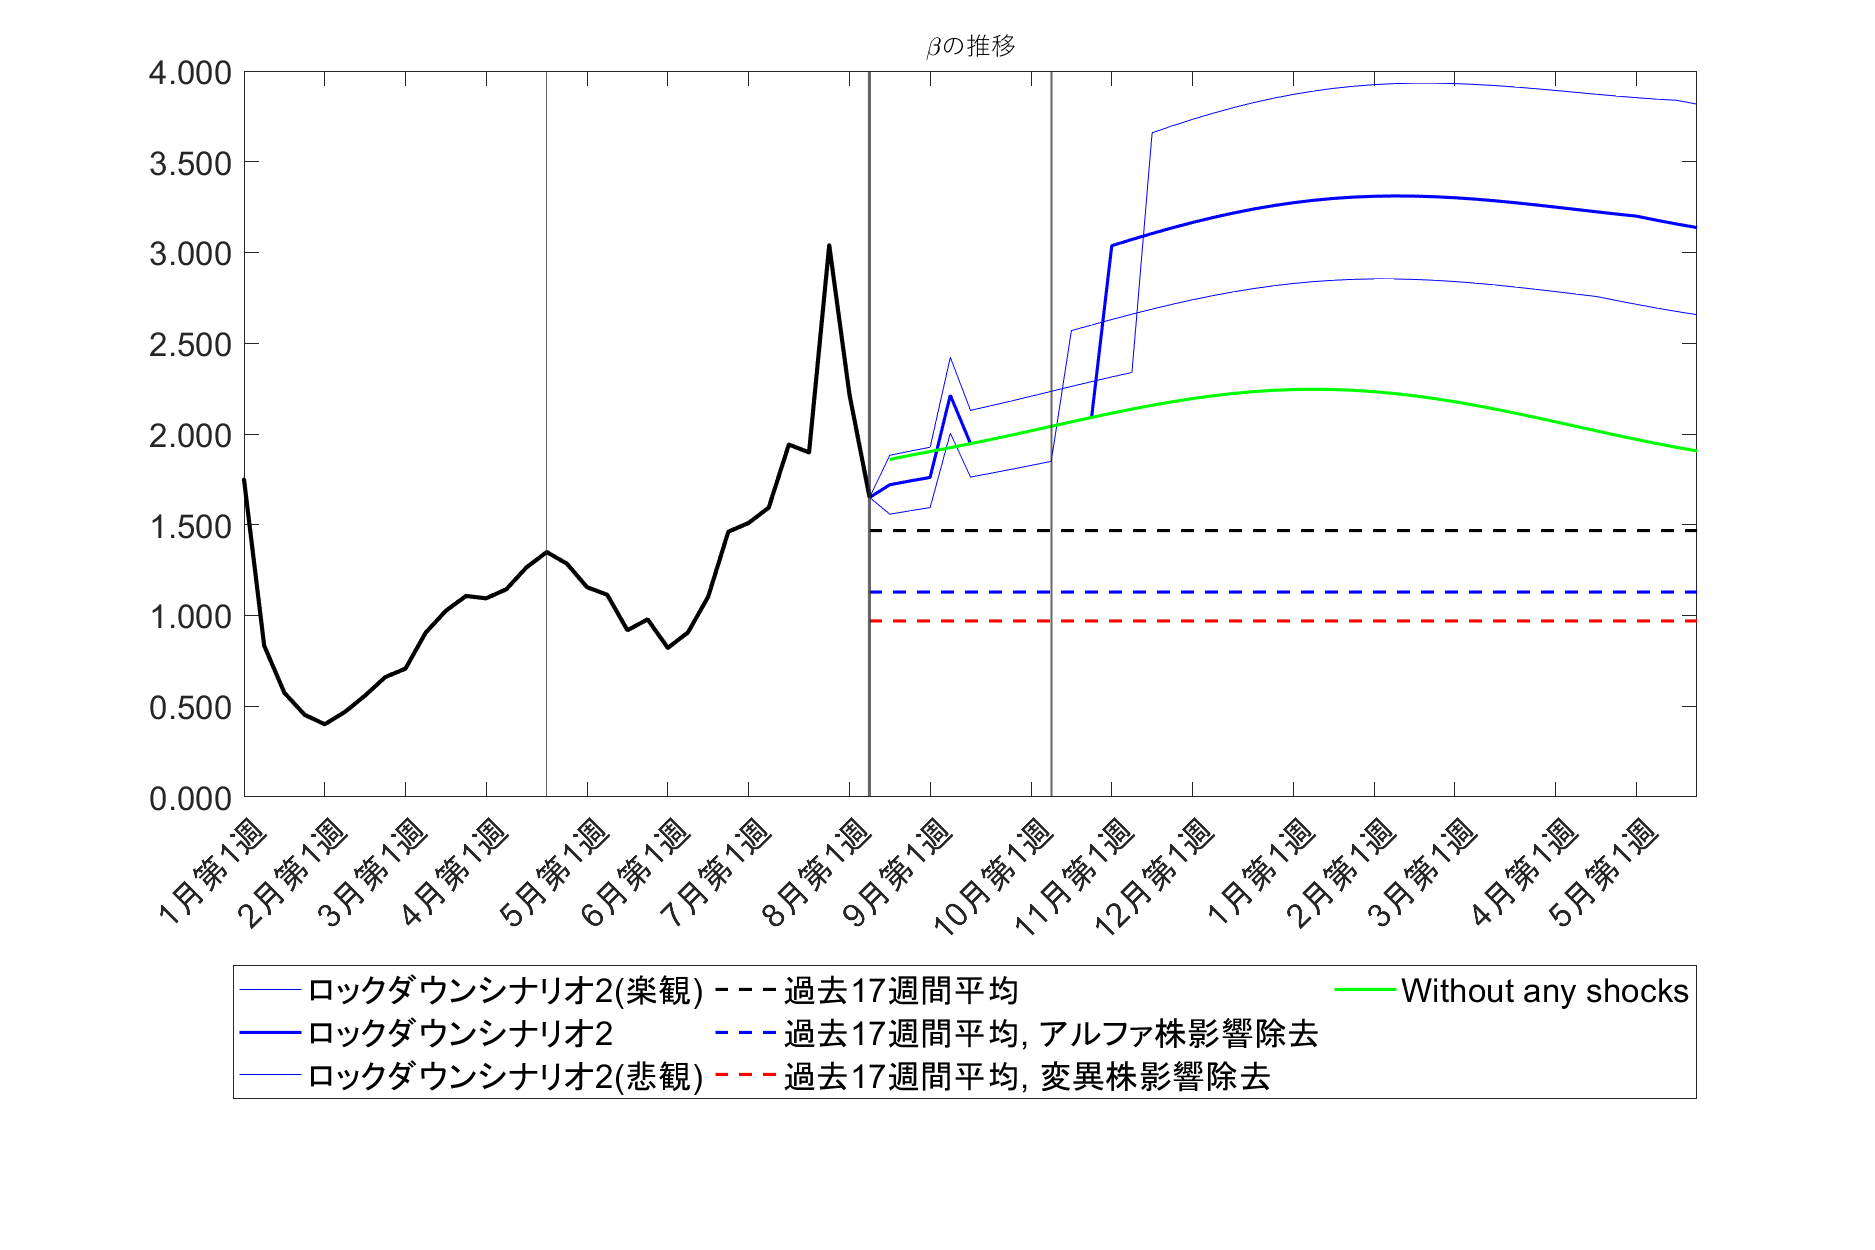 βの推移
4.000
3.500
3.000
2.500
2.000
1.500
1.000
0.500
0.000
1月第1週
2月第1週
3月第1週
4月第1週
5月第1週
6月第1週
7月第1週
8月第1週
9月第1週
10月第1週
11月第1週
12月第1週
1月第1週
2月第1週
3月第1週
4月第1週
5月第1週
ロックダウンシナリオ2(楽観) 過去17週間平均 Without any shocks
ロックダウンシナリオ2 過去17週間平均, アルファ株影響除去
ロックダウンシナリオ2(悲観) 過去17週間平均, 変異株影響除去